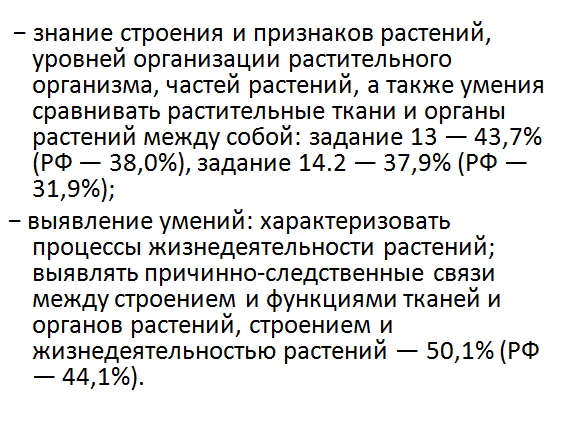 − знание строения и признаков растений,
уровней организации растительного
организма, частей растений, а также умения
сравнивать растительные ткани и органы
растений между собой: задание 13 — 43,7%
(РФ — 38,0%), задание 14.2 — 37,9% (РФ —
31,9%);
− выявление умений: характеризовать
процессы жизнедеятельности растений;
выявлять причинно-следственные связи
между строением и функциями тканей и
органов растений, строением и
жизнедеятельностью растений — 50,1% (РФ
— 44,1%).